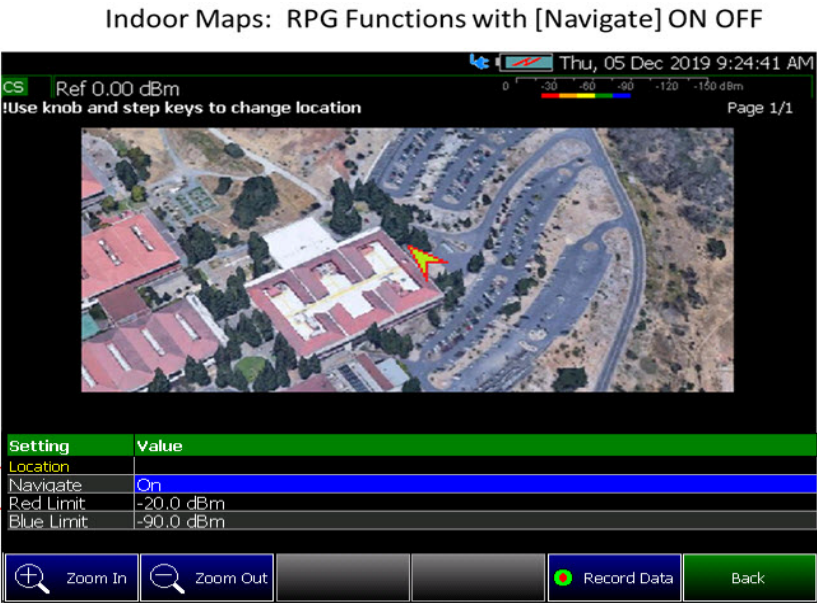 Indoor Maps: RPG Functions with [Navigate] ON OFF
Thu, 05 Dec 2019 9:24:41 AM
CS Ref 0.00 dBm 0 -30 -60 -90 -120 -150 dBm
!Use knob and step keys to change location Page 1/1
Setting Value
Location
Navigate On
Red Limit -20.0 dBm
Blue Limit -90.0 dBm
Zoom In Zoom Out Record Data Back